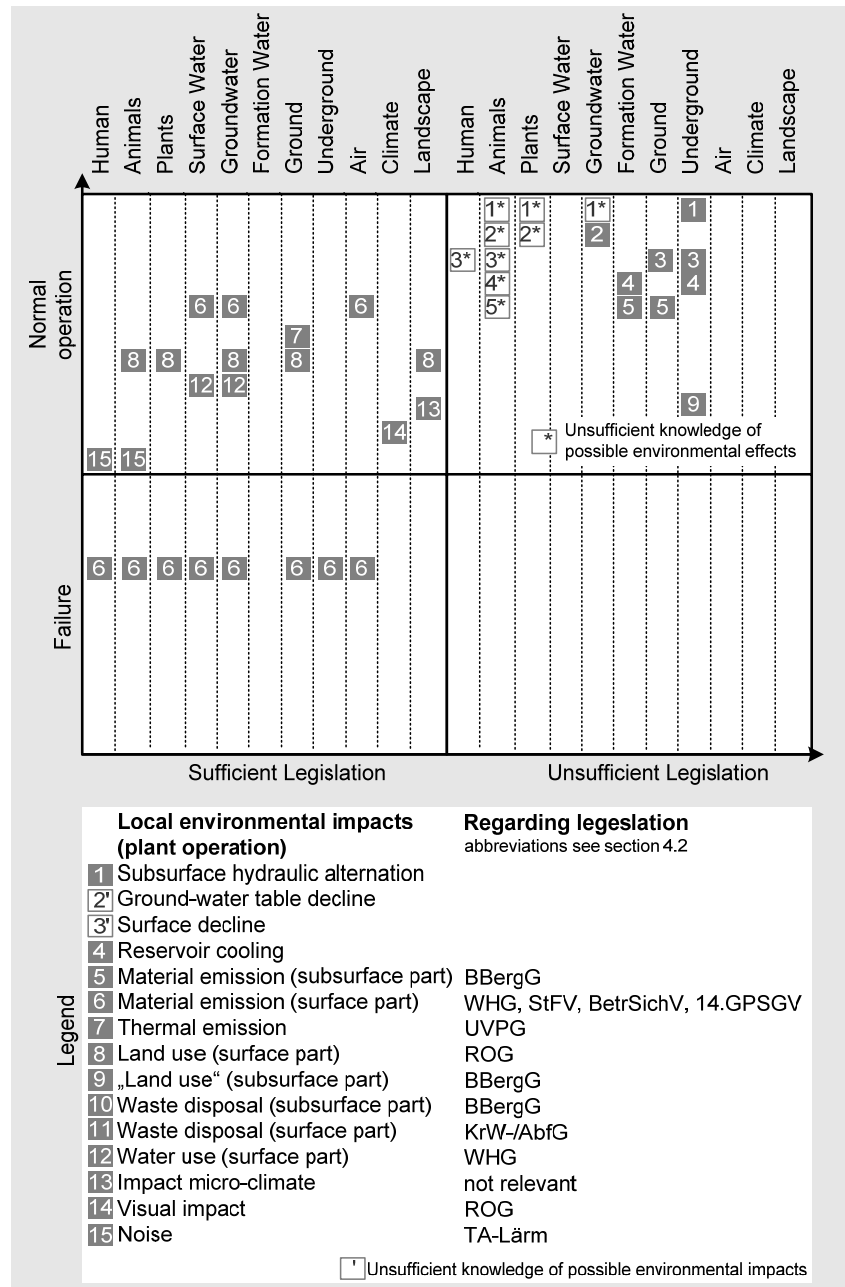 Human Animals Plants Surface Water Groundwater Formation Water Ground Underground Air Climate Landscape Human Animals Plants Surface Water Groundwater Formation Water Ground Underground Air Climate Landscape
Normal
operation
1* 1* 1* 1
2* 2* 2
3* 3* 3 3
4* 4 4
6 6 6 5* 5 5
7
8 8 8 8 8
12 12
13 9
14
* Unsufficient knowledge of
possible environmental effects
15 15
Failure
6 6 6 6 6 6 6 6
Sufficient Legislation Unsufficient Legislation
Legend
Local environmental impacts Regarding legeslation
(plant operation) abbreviations see section 4.2
1 Subsurface hydraulic alternation
2' Ground-water table decline
3' Surface decline
4 Reservoir cooling
5 Material emission (subsurface part) BBergG
6 Material emission (surface part) WHG, StFV, BetrSichV, 14.GPSGV
7 Thermal emission UVPG
8 Land use (surface part) ROG
9 „Land use“ (subsurface part) BBergG
10 Waste disposal (subsurface part) BBergG
11 Waste disposal (surface part) KrW-/AbfG
12 Water use (surface part) WHG
13 Impact micro-climate not relevant
14 Visual impact ROG
15 Noise TA-Lärm
' Unsufficient knowledge of possible environmental impacts